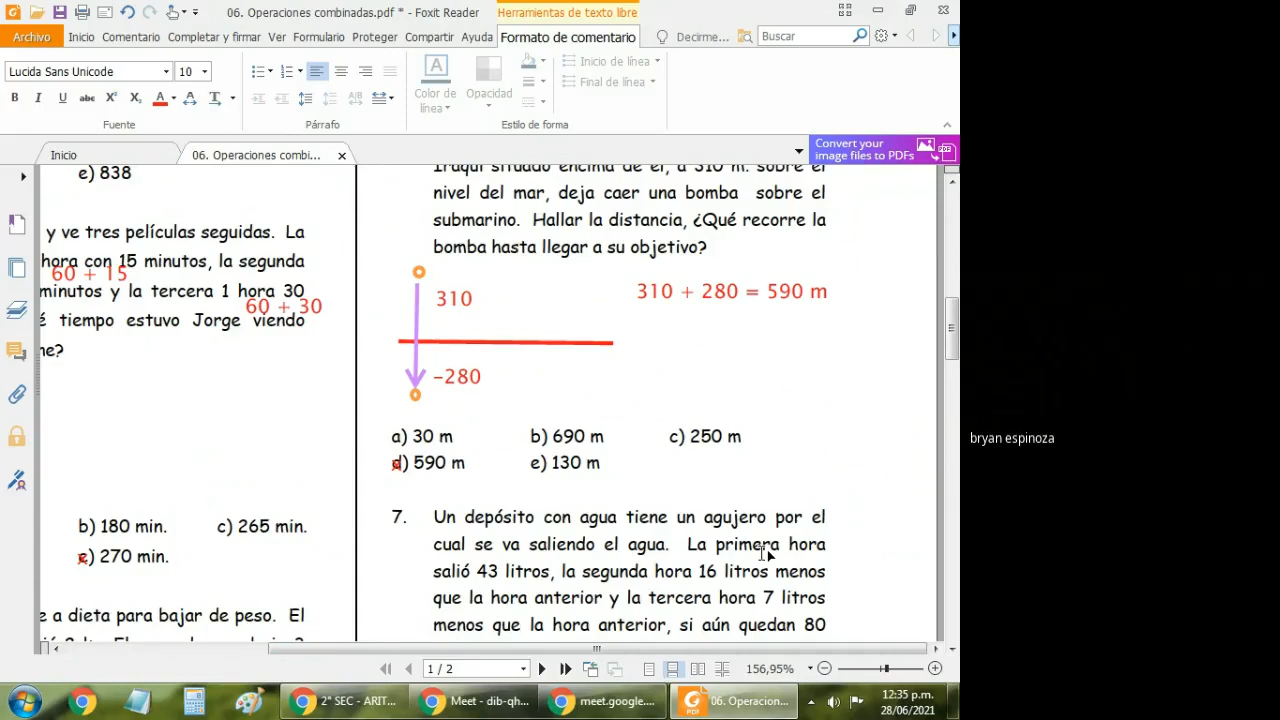 06. Operaciones combinadas.pdf * - Foxit Reader
Herramientas de texto libre
Archivo
Inicio
Comentario
Completar y firmar
Ver
Formulario
Proteger
Compartir
Ayuda
Formato de comentario
Decirme...
Buscar
Lucida Sans Unicode
10
Color de línea
Opacidad
Inicio de línea
Final de línea
Fuente
Párrafo
Estilo de forma
Inicio
06. Operaciones combi...
Convert your
image files to PDFs
e) 838
y ve tres películas seguidas. La
hora con 15 minutos, la segunda
60 + 15
minutos y la tercera 1 hora 30
60 + 30
é tiempo estuvo Jorge viendo
ne?
b) 180 min.
c) 265 min.
e) 270 min.
e a dieta para bajar de peso. El
Iraquí situado encima de él, a 310 m. sobre el
nivel del mar, deja caer una bomba sobre el
submarino. Hallar la distancia, ¿Qué recorre la
bomba hasta llegar a su objetivo?
310
310 + 280 = 590 m
-280
a) 30 m
b) 690 m
c) 250 m
d) 590 m
e) 130 m
7. Un depósito con agua tiene un agujero por el
cual se va saliendo el agua. La primera hora
salió 43 litros, la segunda hora 16 litros menos
que la hora anterior y la tercera hora 7 litros
menos que la hora anterior, si aún quedan 80
bryan espinoza
1 / 2
156,95%
2° SEC - ARIT...
Meet - dib-qh...
meet.google....
06. Operacion...
12:35 p.m.
28/06/2021